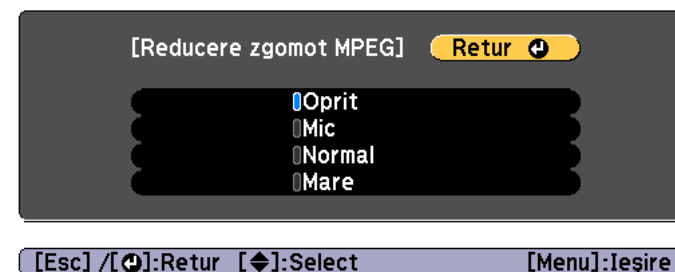 [Reducere zgomot MPEG] Retur
Oprit
Mic
Normal
Mare
[Esc] /[⏎]:Retur [◆]:Select [Menu]:Ieşire